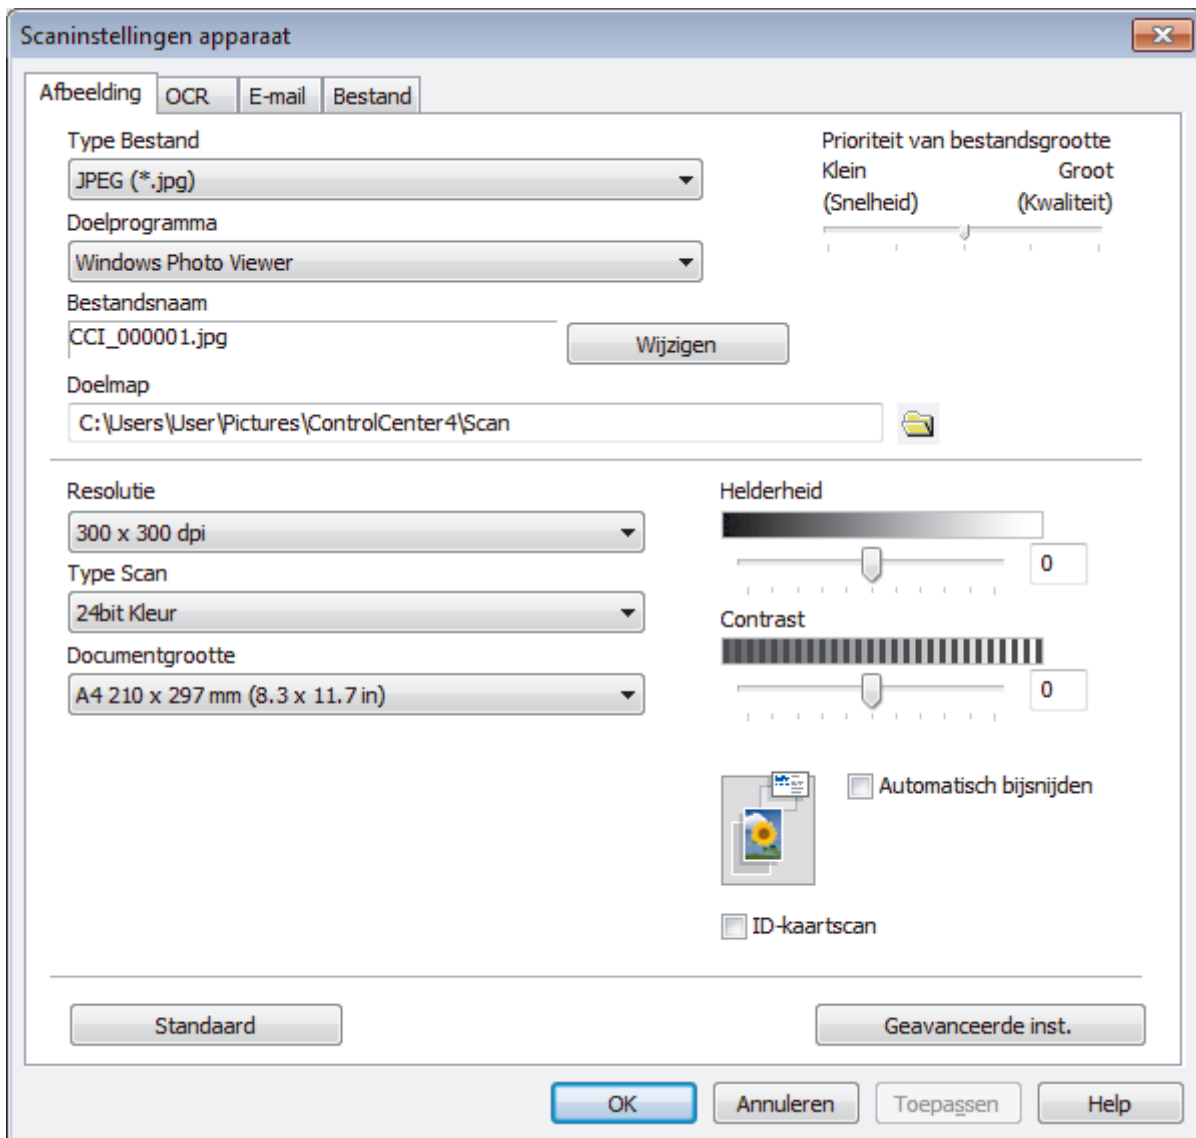 Scaninstellingen apparaat
Afbeelding OCR E-mail Bestand
Type Bestand
JPEG (*.jpg)
Doelprogramma
Windows Photo Viewer
Bestandsnaam
CCI_000001.jpg
Wijzigen
Doelmap
C:\Users\User\Pictures\ControlCenter4\Scan
Prioriteit van bestandsgrootte
Klein Groot
(Snelheid) (Kwaliteit)
Resolutie
300 x 300 dpi
Type Scan
24bit Kleur
Documentgrootte
A4 210 x 297 mm (8.3 x 11.7 in)
Helderheid
0
Contrast
0
Automatisch bijsnijden
ID-kaartscan
Standaard
Geavanceerde inst.
OK Annuleren Toepassen Help